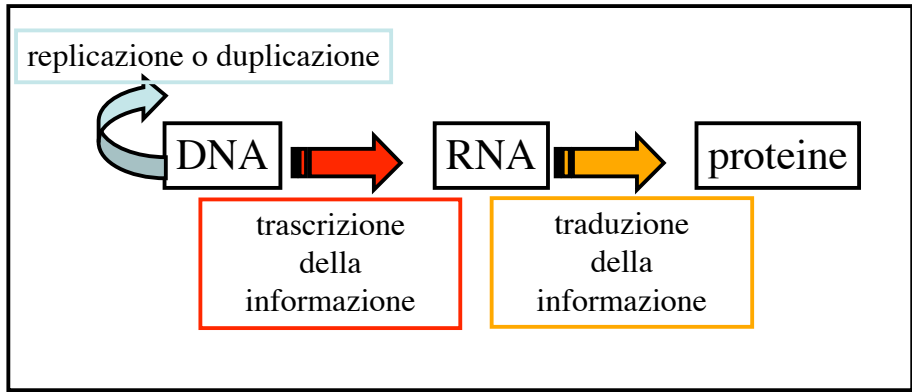 replicazione o duplicazione
DNA
RNA
proteine
trascrizione
della
informazione
traduzione
della
informazione